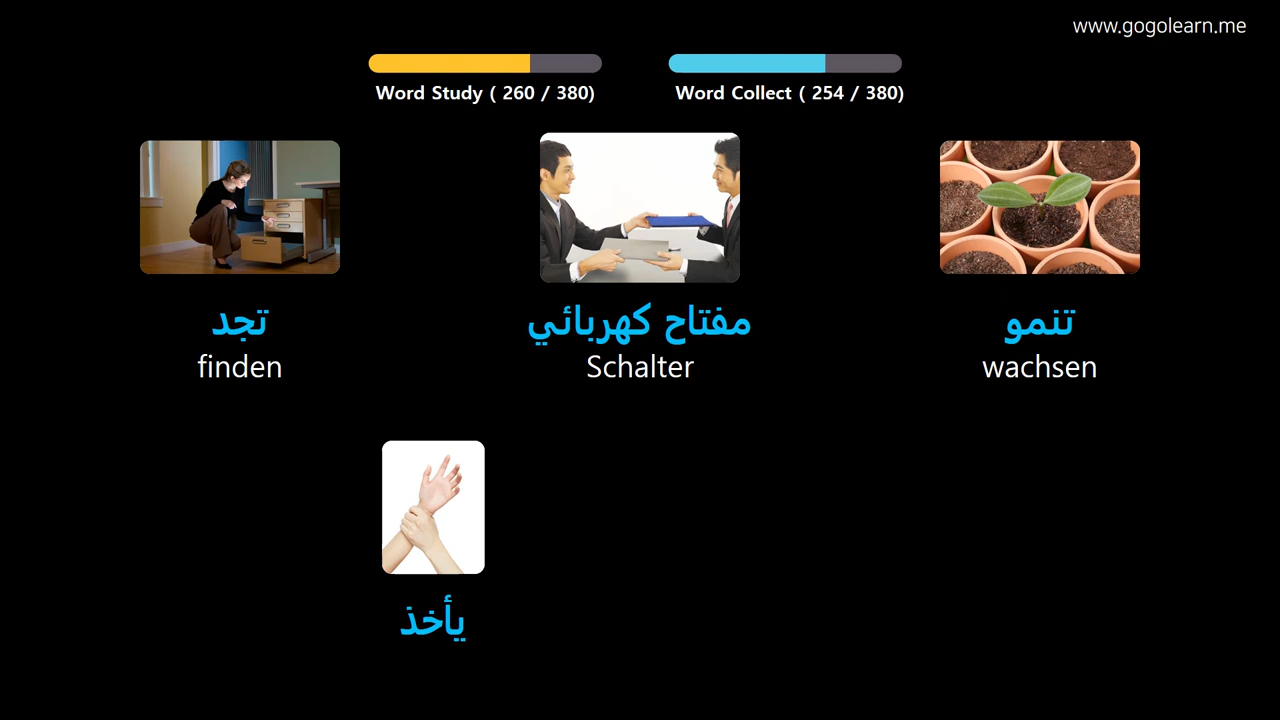 www.gogolearn.me
Word Study ( 260 / 380)
Word Collect ( 254 / 380)
تجد
finden
مفتاح كهربائي
Schalter
تنمو
wachsen
يأخذ